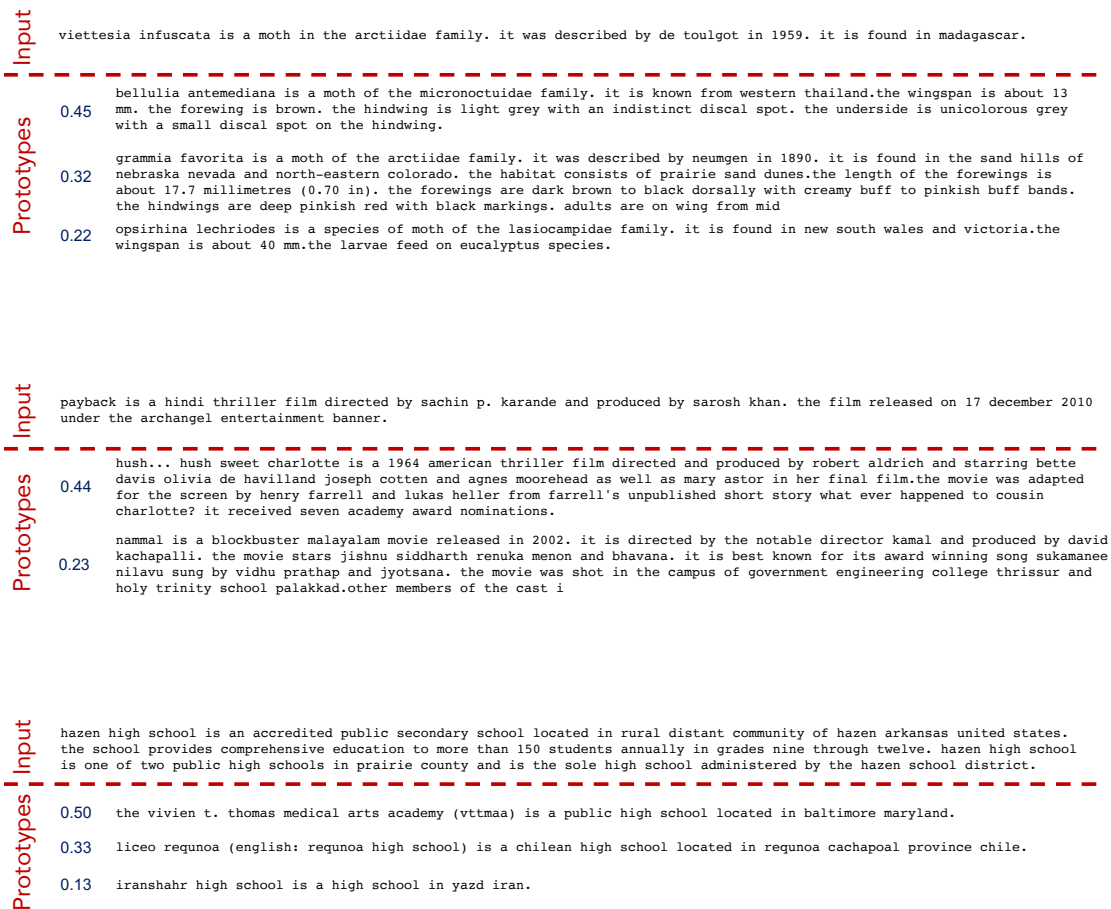 Input
viettesia infuscata is a moth in the arctiidae family. it was described by de toulgot in 1959. it is found in madagascar.
Prototypes
0.45
bellulia antemediana is a moth of the micronoctuidae family. it is known from western thailand.the wingspan is about 13
mm. the forewing is brown. the hindwing is light grey with an indistinct discal spot. the underside is unicolorous grey
with a small discal spot on the hindwing.
0.32
grammia favorita is a moth of the arctiidae family. it was described by neumgen in 1890. it is found in the sand hills of
nebraska nevada and north-eastern colorado. the habitat consists of prairie sand dunes.the length of the forewings is
about 17.7 millimetres (0.70 in). the forewings are dark brown to black dorsally with creamy buff to pinkish buff bands.
the hindwings are deep pinkish red with black markings. adults are on wing from mid
0.22
opsirhina lechriodes is a species of moth of the lasiocampidae family. it is found in new south wales and victoria.the
wingspan is about 40 mm.the larvae feed on eucalyptus species.
Input
payback is a hindi thriller film directed by sachin p. karande and produced by sarosh khan. the film released on 17 december 2010
under the archangel entertainment banner.
Prototypes
0.44
hush... hush sweet charlotte is a 1964 american thriller film directed and produced by robert aldrich and starring bette
davis olivia de havilland joseph cotten and agnes moorehead as well as mary astor in her final film.the movie was adapted
for the screen by henry farrell and lukas heller from farrell's unpublished short story what ever happened to cousin
charlotte? it received seven academy award nominations.
0.23
nammal is a blockbuster malayalam movie released in 2002. it is directed by the notable director kamal and produced by david
kachapalli. the movie stars jishnu siddharth renuka menon and bhavana. it is best known for its award winning song sukamanee
nilavu sung by vidhu prathap and jyotsana. the movie was shot in the campus of government engineering college thrissur and
holy trinity school palakkad.other members of the cast i
Input
hazen high school is an accredited public secondary school located in rural distant community of hazen arkansas united states.
the school provides comprehensive education to more than 150 students annually in grades nine through twelve. hazen high school
is one of two public high schools in prairie county and is the sole high school administered by the hazen school district.
Prototypes
0.50
the vivien t. thomas medical arts academy (vttmaa) is a public high school located in baltimore maryland.
0.33
liceo requnoa (english: requnoa high school) is a chilean high school located in requnoa cachapoal province chile.
0.13
iranshahr high school is a high school in yazd iran.